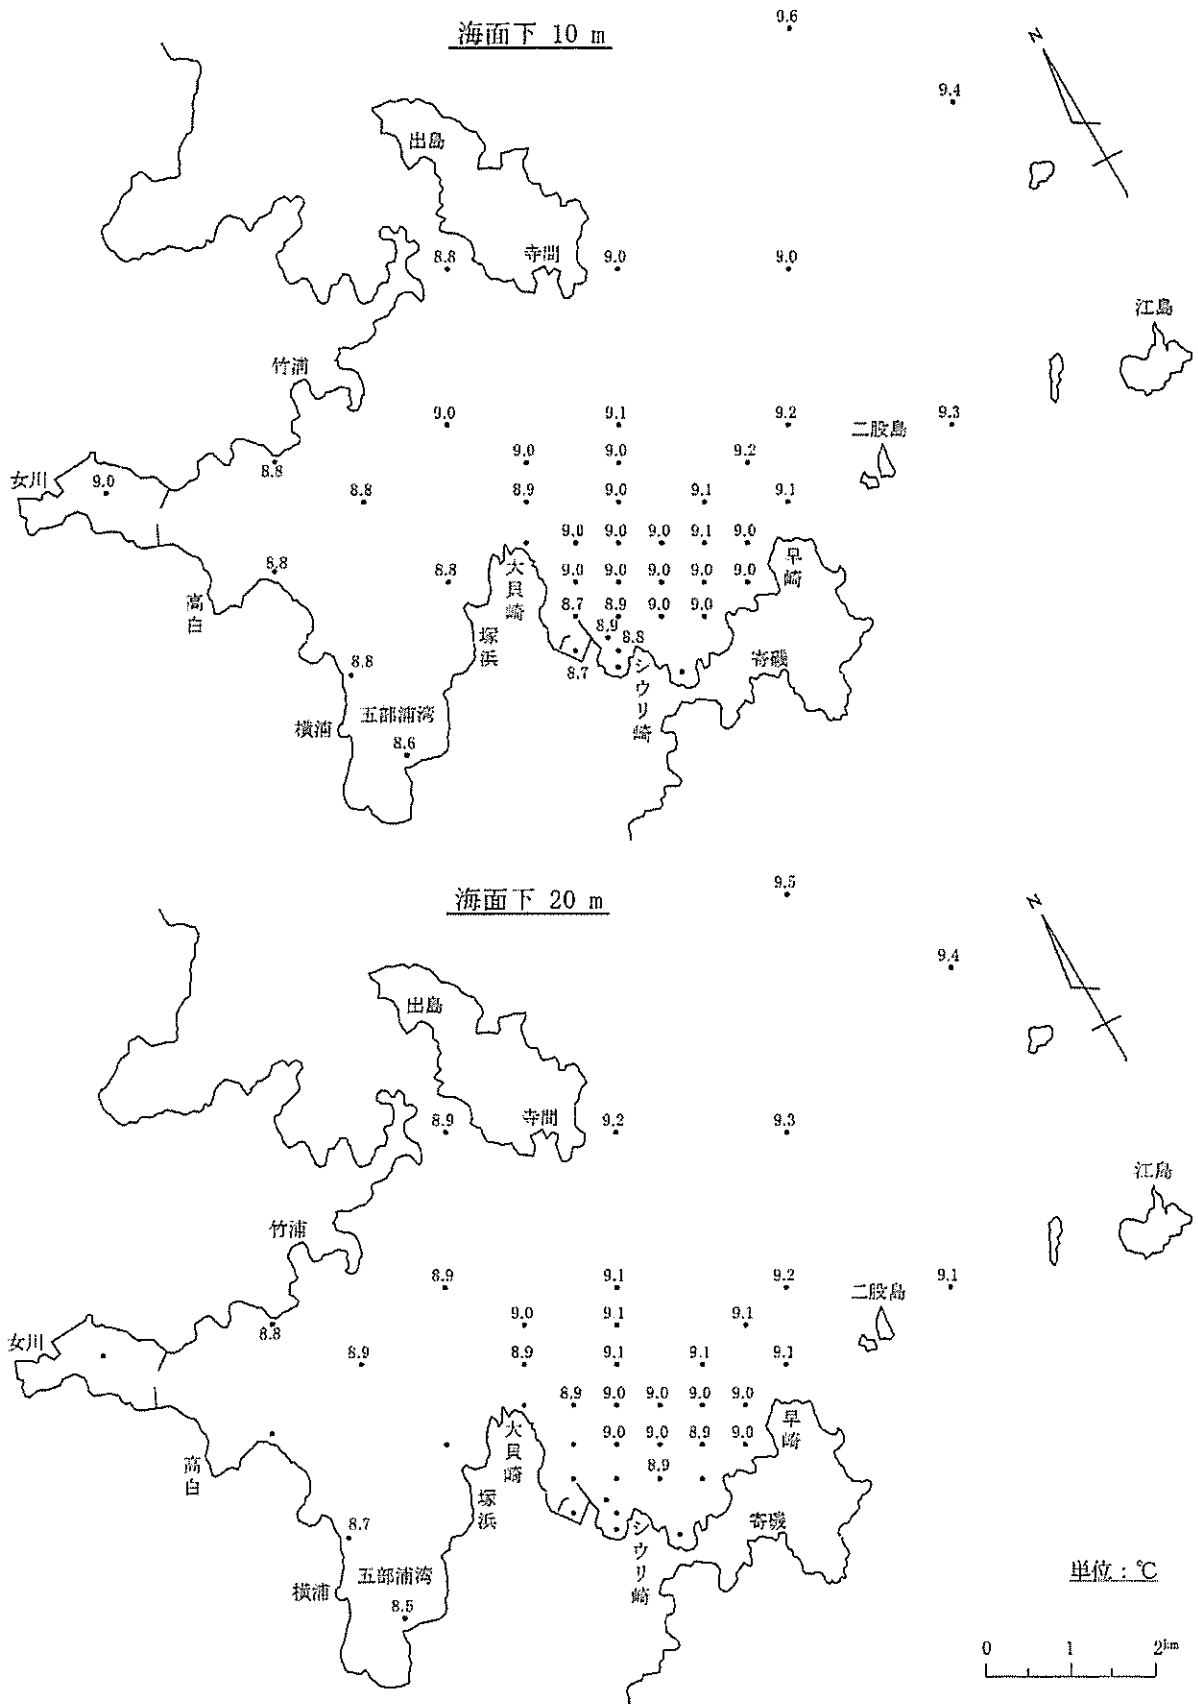 海面下 10 m
9.6
N
9.4
出島
寺間
8.8
9.0
9.0
江島
竹浦
9.0
9.1
9.2
9.3
二股島
9.0
9.0
9.2
8.8
女川
9.0
8.8
8.9
9.0
9.1
9.1
9.0
9.0
9.0
9.1
9.0
早崎
大貝崎
8.8
8.8
9.0
9.0
9.0
9.0
9.0
高白
8.7
8.9
9.0
9.0
塚浜
8.9
8.8
8.7
シウリ崎
寄磯
8.8
五部浦湾
横浦
8.6
海面下 20 m
9.5
N
9.4
出島
寺間
8.9
9.2
9.3
江島
竹浦
8.9
9.1
9.2
9.1
二股島
9.0
9.1
9.1
8.8
女川
8.9
8.9
9.1
9.1
9.1
8.9
9.0
9.0
9.0
9.0
早崎
大貝崎
9.0
9.0
8.9
9.0
高白
8.9
塚浜
シウリ崎
寄磯
8.7
五部浦湾
横浦
8.5
単位：℃
0 1 2km